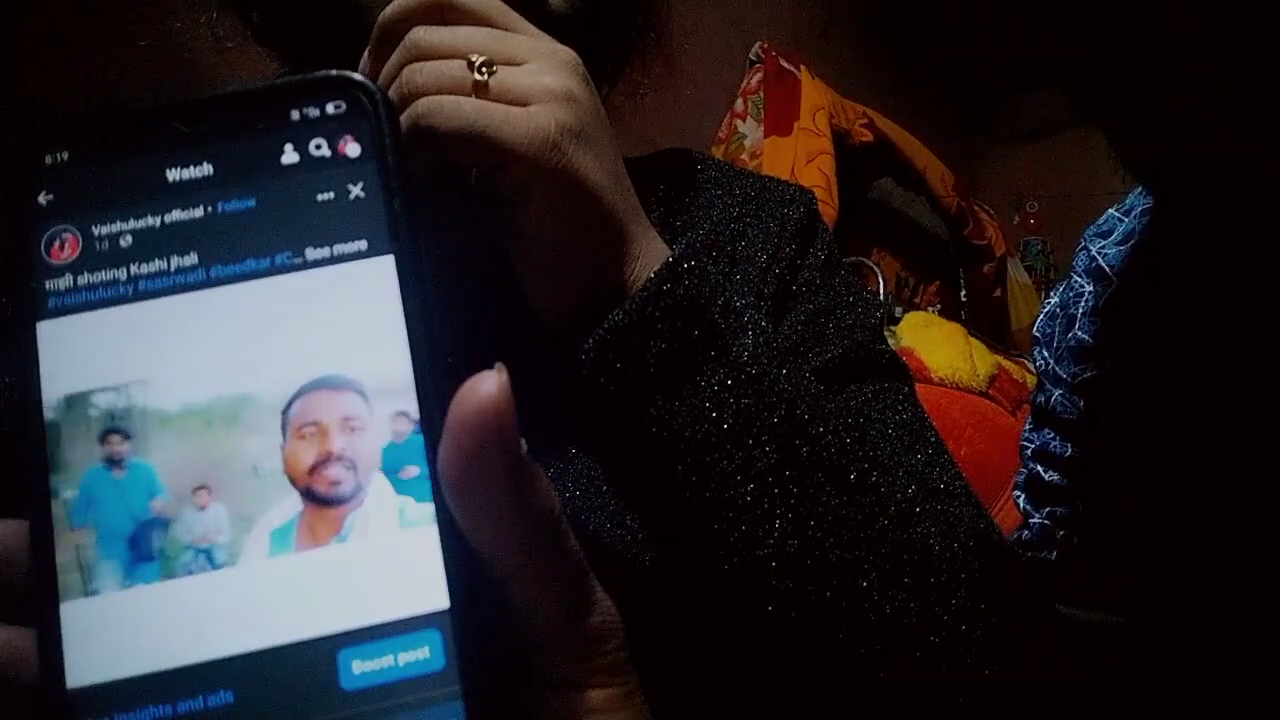 8:19
Watch
Vaishulucky official • Follow
1d
माझी shoting Kashi jhali
#vaishulucky #sasrwadi #beedkar #C... See more
Boost post
insights and ads